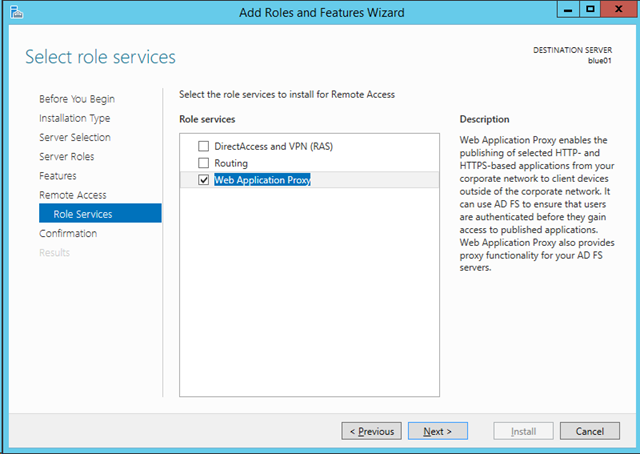 Add Roles and Features Wizard
Select role services
DESTINATION SERVER
blue01
Before You Begin
Installation Type
Server Selection
Server Roles
Features
Remote Access
Role Services
Confirmation
Results
Select the role services to install for Remote Access
Role services
DirectAccess and VPN (RAS)
Routing
Web Application Proxy
Description
Web Application Proxy enables the
publishing of selected HTTP- and
HTTPS-based applications from your
corporate network to client devices
outside of the corporate network. It
can use AD FS to ensure that users
are authenticated before they gain
access to published applications.
Web Application Proxy also provides
proxy functionality for your AD FS
servers.
< Previous
Next >
Install
Cancel